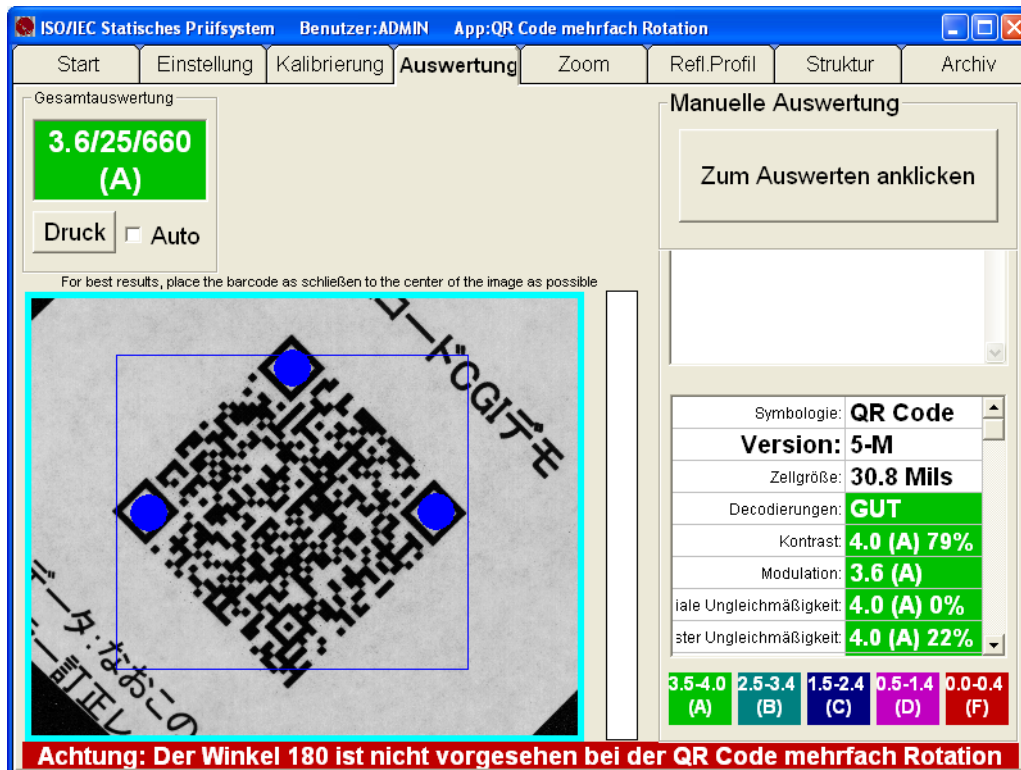 ISO/IEC Statisches Prüfsystem Benutzer:ADMIN App:QR Code mehrfach Rotation
Start Einstellung Kalibrierung Auswertung Zoom Refl.Profil Struktur Archiv
Gesamtauswertung
3.6/25/660
(A)
Druck
Auto
Manuelle Auswertung
Zum Auswerten anklicken
For best results, place the barcode as schließen to the center of the image as possible
コードCGIデモ
データ:なおこの
ー訂正し
Symbologie: QR Code
Version: 5-M
Zellgröße: 30.8 Mils
Decodierungen: GUT
Kontrast: 4.0 (A) 79%
Modulation: 3.6 (A)
iale Ungleichmäßigkeit: 4.0 (A) 0%
ster Ungleichmäßigkeit: 4.0 (A) 22%
3.5-4.0 (A)
2.5-3.4 (B)
1.5-2.4 (C)
0.5-1.4 (D)
0.0-0.4 (F)
Achtung: Der Winkel 180 ist nicht vorgesehen bei der QR Code mehrfach Rotation